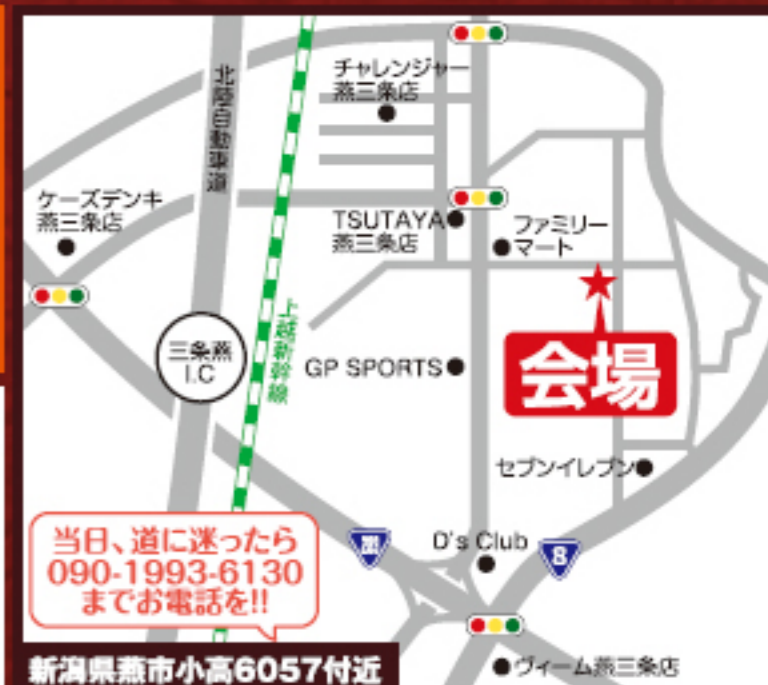 チャレンジャー
燕三条店
北陸自動車道
ケーズデンキ
燕三条店
TSUTAYA
燕三条店
ファミリー
マート
上越新幹線
三条燕
I.C
GP SPORTS
会場
セブンイレブン
D's Club
8
当日、道に迷ったら
090-1993-6130
までお電話を!!
ヴィーム燕三条店
新潟県燕市小高6057付近